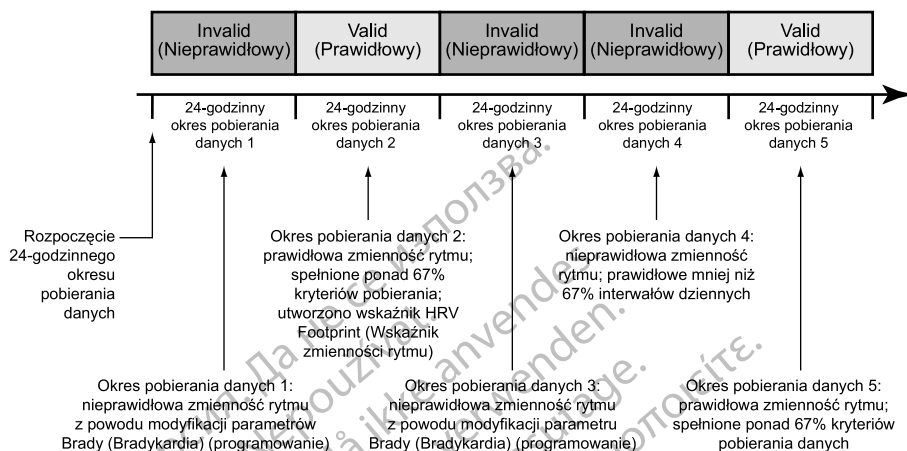 Invalid
(Nieprawidłowy)
Valid
(Prawidłowy)
Invalid
(Nieprawidłowy)
Invalid
(Nieprawidłowy)
Valid
(Prawidłowy)
24-godzinny
okres pobierania
danych 1
24-godzinny
okres pobierania
danych 2
24-godzinny
okres pobierania
danych 3
24-godzinny
okres pobierania
danych 4
24-godzinny
okres pobierania
danych 5
Rozpoczęcie
24-godzinnego
okresu
pobierania
danych
Okres pobierania danych 2:
prawidłowa zmienność rytmu;
spełnione ponad 67%
kryteriów pobierania;
utworzono wskaźnik HRV
Footprint (Wskaźnik
zmienności rytmu)
Okres pobierania danych 4:
nieprawidłowa zmienność
rytmu; prawidłowe mniej niż
67% interwałów dziennych
Okres pobierania danych 1:
nieprawidłowa zmienność rytmu
z powodu modyfikacji parametrów
Brady (Bradykardia) (programowanie)
Okres pobierania danych 3:
nieprawidłowa zmienność rytmu
z powodu modyfikacji parametru
Brady (Bradykardia) (programowanie)
Okres pobierania danych 5:
prawidłowa zmienność rytmu;
spełnione ponad 67% kryteriów
pobierania danych
Да не се използва.
anvendes.
verwenden.